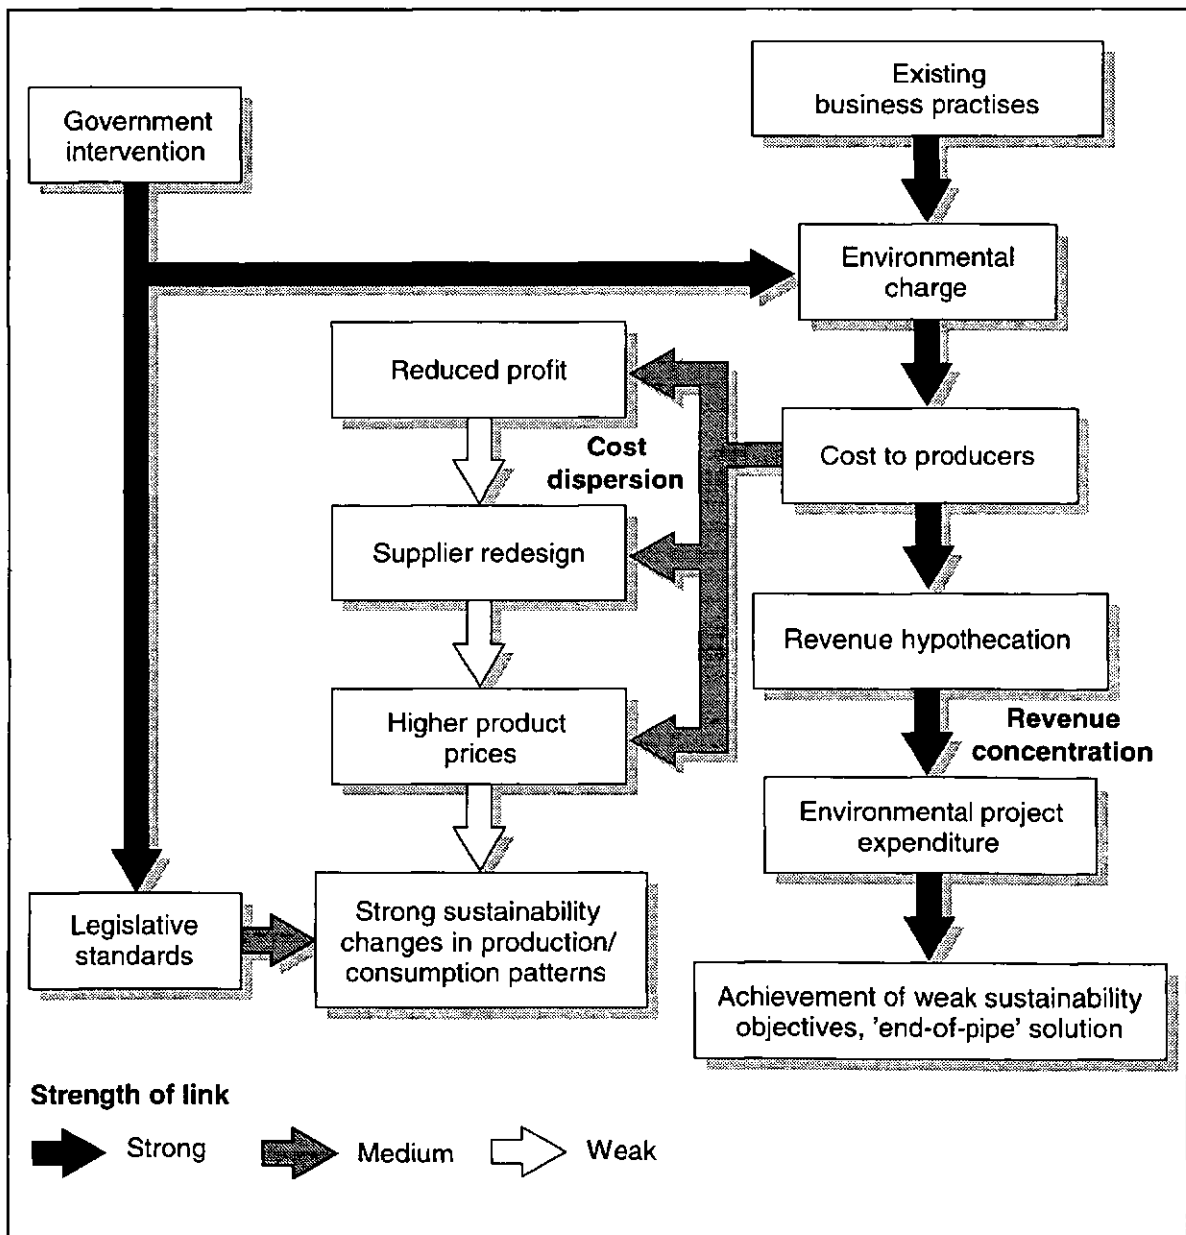 Existing
business practises
Government
intervention
Environmental
charge
Reduced profit
Cost
dispersion
Cost to producers
Supplier redesign
Revenue hypothecation
Higher product
prices
Revenue
concentration
Environmental project
expenditure
Legislative
standards
Strong sustainability
changes in production/
consumption patterns
Achievement of weak sustainability
objectives, 'end-of-pipe' solution
Strength of link
Strong
Medium
Weak